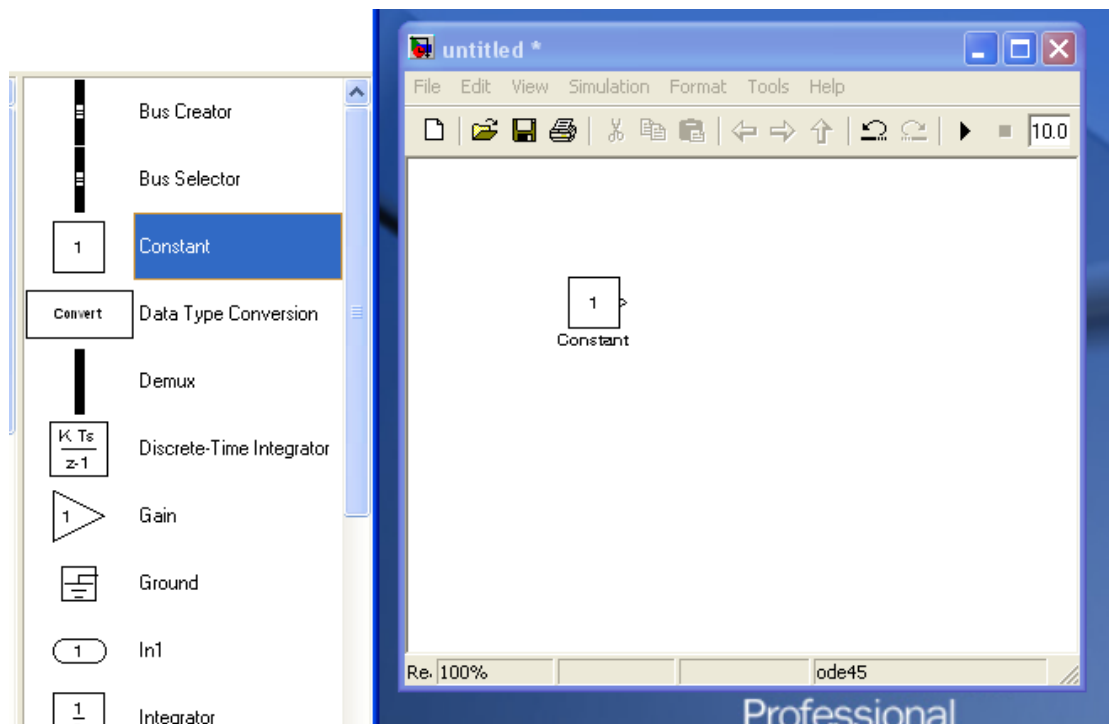 Bus Creator
Bus Selector
1
Constant
Convert
Data Type Conversion
Demux
K Ts
z-1
Discrete-Time Integrator
1
Gain
Ground
1
In1
1
Integrator
untitled *
File Edit View Simulation Format Tools Help
10.0
1
Constant
Re. 100% ode45
Professional